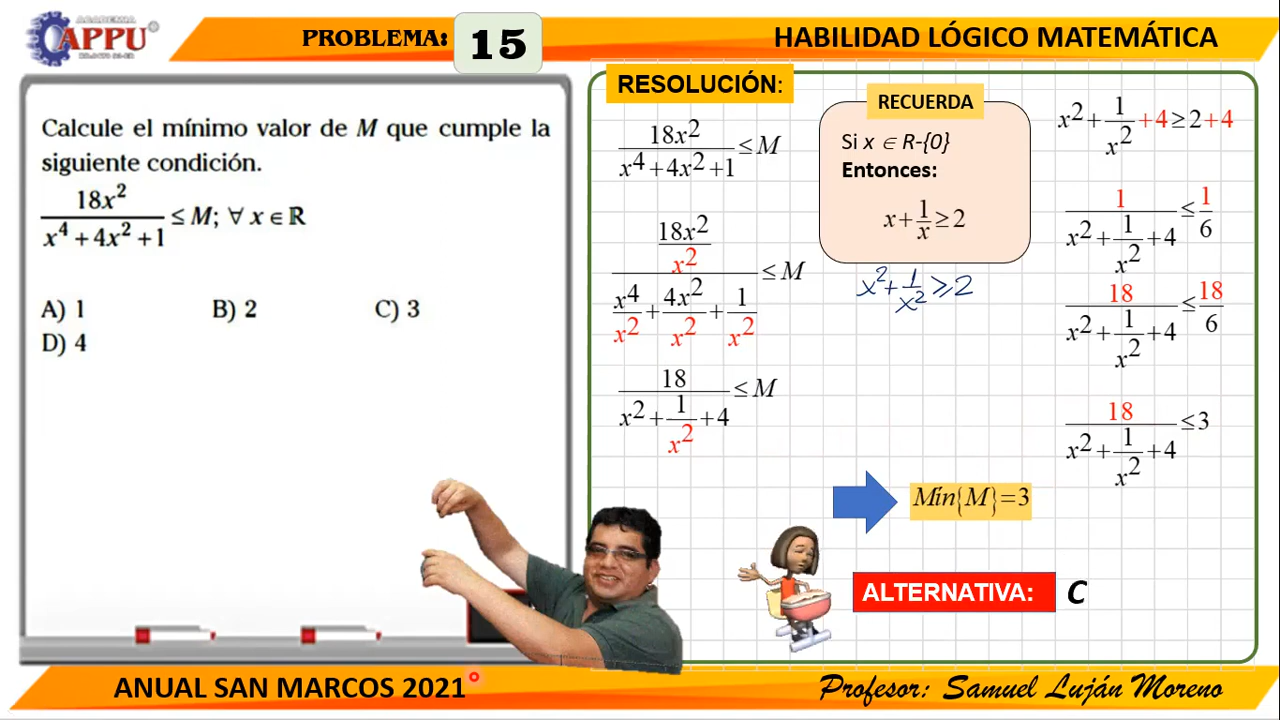 ACADEMIA
APPU
PROBLEMA: 15
HABILIDAD LÓGICO MATEMÁTICA
Calcule el mínimo valor de M que cumple la
siguiente condición.
18x²/(x⁴ + 4x² + 1) ≤ M; ∀ x ∈ ℝ
A) 1 B) 2 C) 3
D) 4
RESOLUCIÓN:
18x²/(x⁴+4x²+1) ≤ M
(18x²/x²)/(x⁴/x² + 4x²/x² + 1/x²) ≤ M
18/(x² + 1/x² + 4) ≤ M
RECUERDA
Si x ∈ R-{0}
Entonces:
x + 1/x ≥ 2
x² + 1/x² ≥ 2
x² + 1/x² +4 ≥ 2 +4
1/(x² + 1/x² + 4) ≤ 1/6
18/(x² + 1/x² + 4) ≤ 18/6
18/(x² + 1/x² + 4) ≤ 3
Mín{M} = 3
ALTERNATIVA: C
ANUAL SAN MARCOS 2021
Profesor: Samuel Luján Moreno